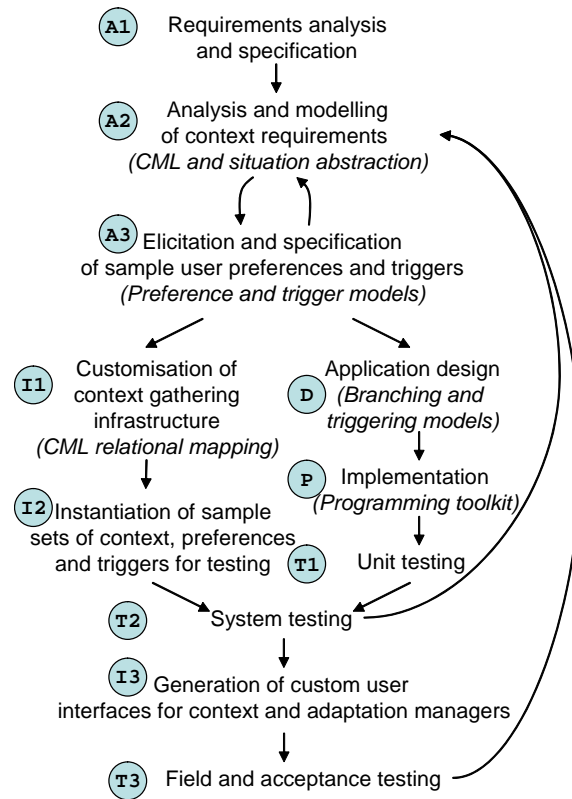 A1
Requirements analysis
and specification
A2
Analysis and modelling
of context requirements
(CML and situation abstraction)
A3
Elicitation and specification
of sample user preferences and triggers
(Preference and trigger models)
I1
Customisation of
context gathering
infrastructure
(CML relational mapping)
D
Application design
(Branching and
triggering models)
I2
Instantiation of sample
sets of context, preferences
and triggers for testing
P
Implementation
(Programming toolkit)
T1
Unit testing
T2
System testing
I3
Generation of custom user
interfaces for context and adaptation managers
T3
Field and acceptance testing